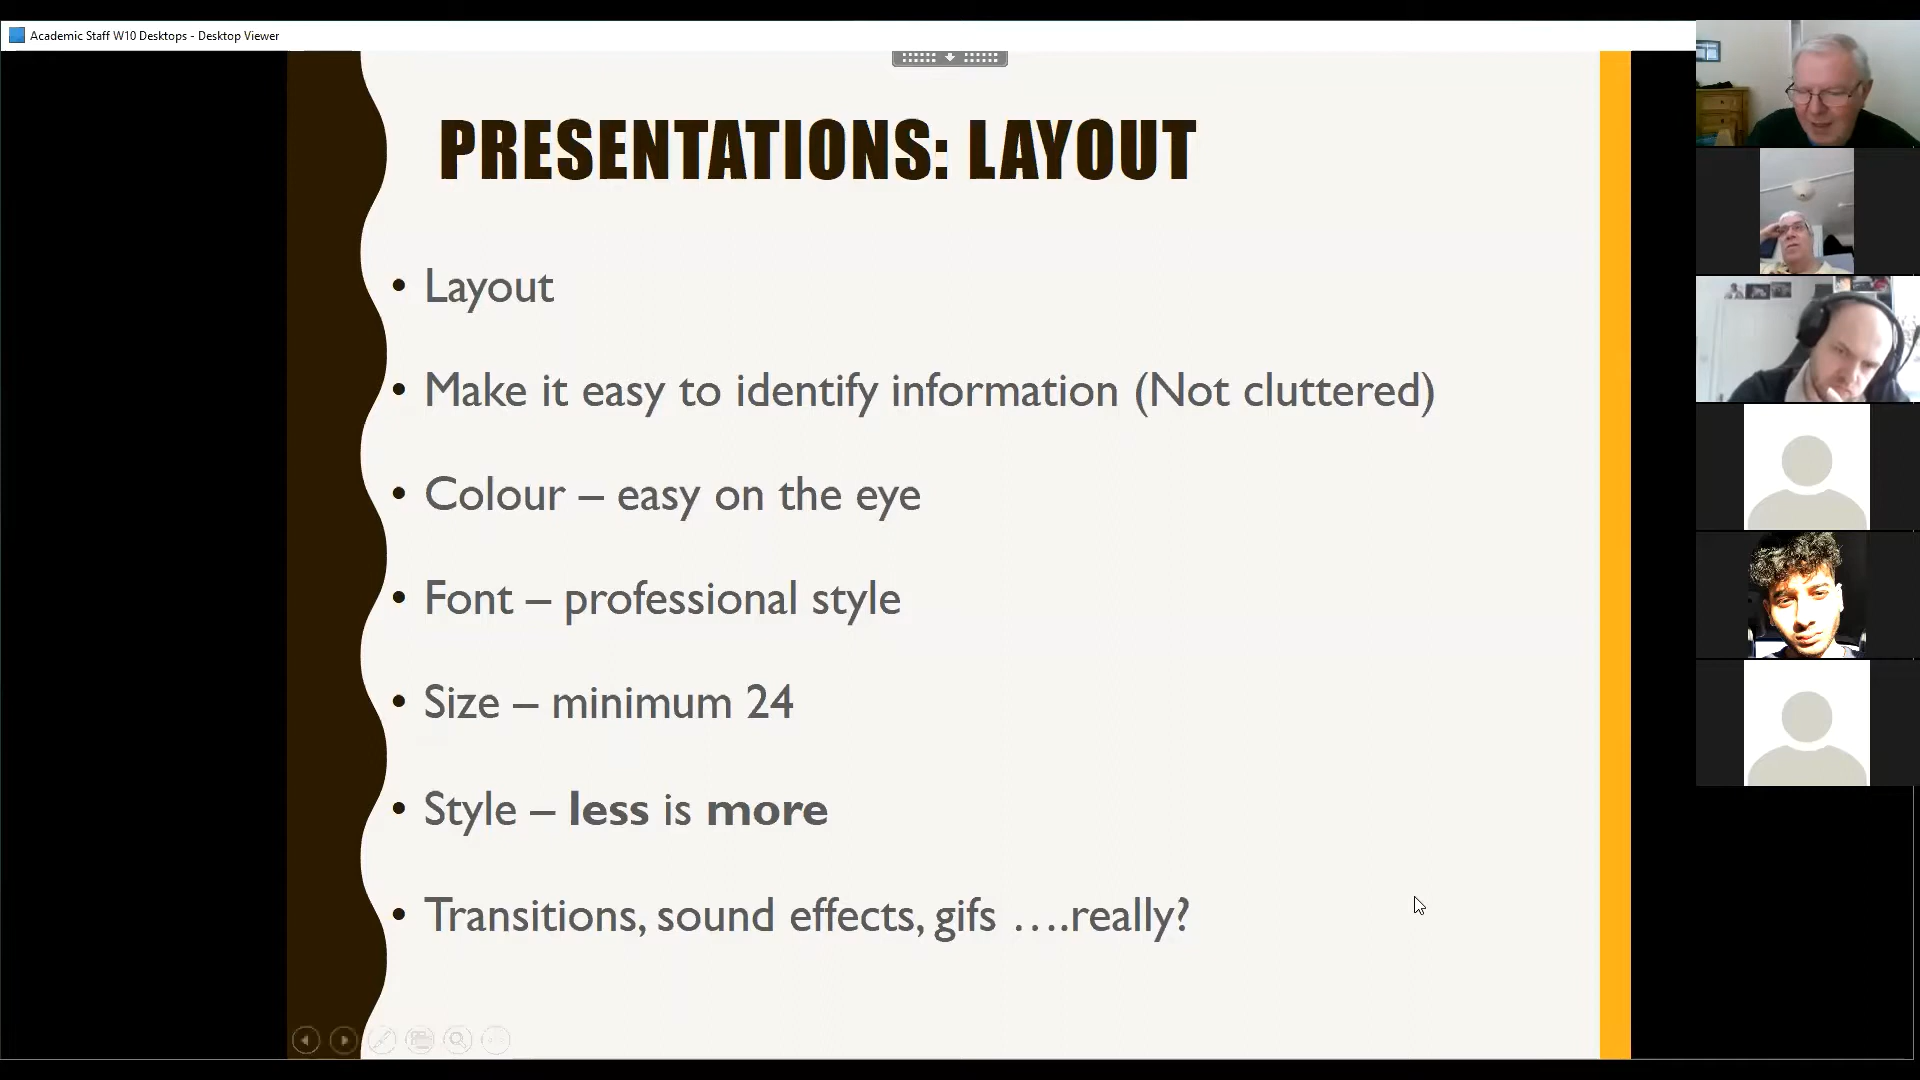 Academic Staff W10 Desktops - Desktop Viewer
PRESENTATIONS: LAYOUT
• Layout
• Make it easy to identify information (Not cluttered)
• Colour – easy on the eye
• Font – professional style
• Size – minimum 24
• Style – less is more
• Transitions, sound effects, gifs ….really?